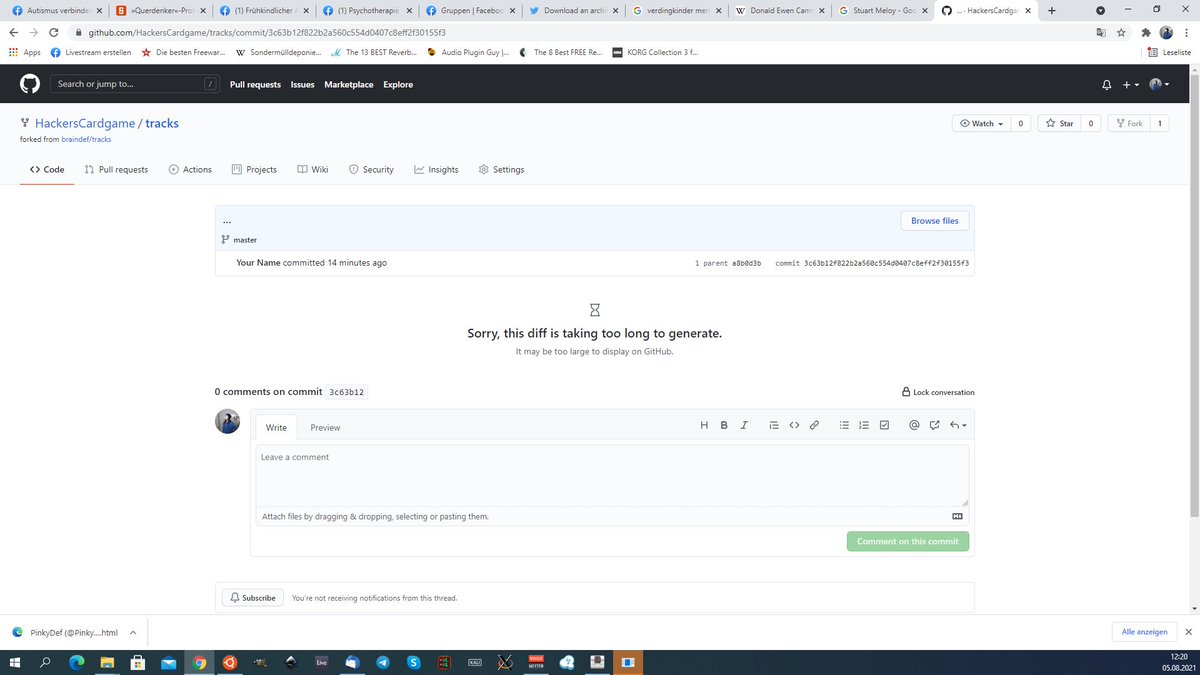 Autismus verbindet
»Querdenker«-Prot
(1) Frühkindlicher A
(1) Psychotherapie
Gruppen | Facebook
Download an archi
verdingkinder men
Donald Ewen Came
Stuart Meloy - Goo
... · HackersCardga
github.com/HackersCardgame/tracks/commit/3c63b12f822b2a560c554d0407c8eff2f30155f3
Apps
Livestream erstellen
Die besten Freewar...
Sondermülldeponie...
The 13 BEST Reverb...
Audio Plugin Guy |...
The 8 Best FREE Re...
KORG Collection 3 f...
Leseliste
Search or jump to...
/
Pull requests
Issues
Marketplace
Explore
HackersCardgame / tracks
forked from braindef/tracks
Watch
0
Star
0
Fork
1
Code
Pull requests
Actions
Projects
Wiki
Security
Insights
Settings
...
Browse files
master
Your Name committed 14 minutes ago
1 parent a8b0d3b commit 3c63b12f822b2a560c554d0407c8eff2f30155f3
Sorry, this diff is taking too long to generate.
It may be too large to display on GitHub.
0 comments on commit 3c63b12
Lock conversation
Write
Preview
Leave a comment
Attach files by dragging & dropping, selecting or pasting them.
Comment on this commit
Subscribe
You're not receiving notifications from this thread.
PinkyDef (@Pinky....html
Alle anzeigen
Live
KALI
12:20
05.08.2021